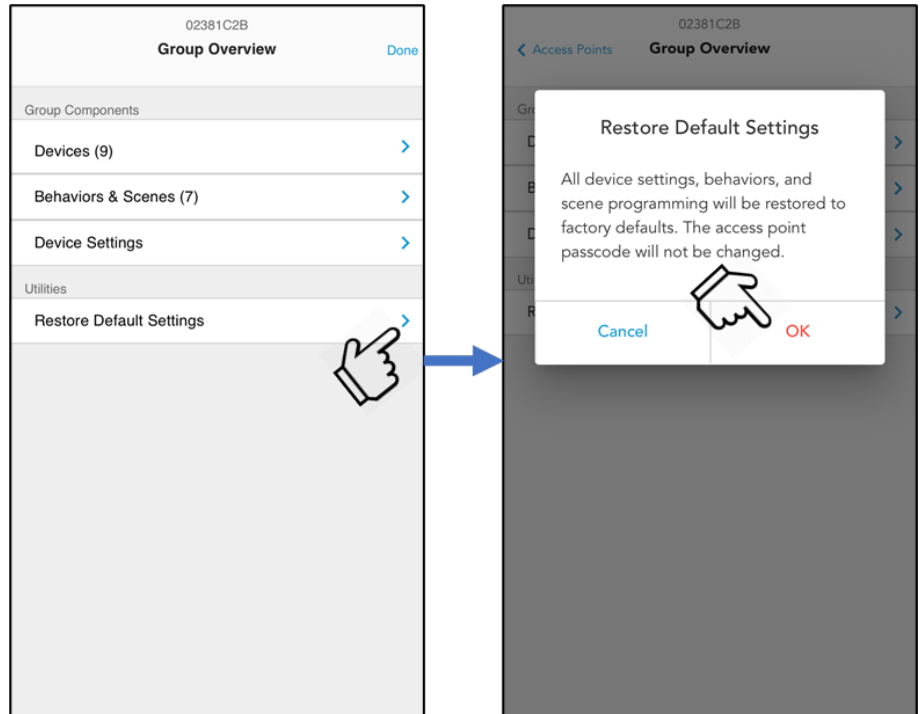 02381C2B
Group Overview
Done
Group Components
Devices (9)
Behaviors & Scenes (7)
Device Settings
Utilities
Restore Default Settings
02381C2B
Access Points
Group Overview
Gr
D
B
D
Uti
R
Restore Default Settings
All device settings, behaviors, and
scene programming will be restored to
factory defaults. The access point
passcode will not be changed.
Cancel
OK